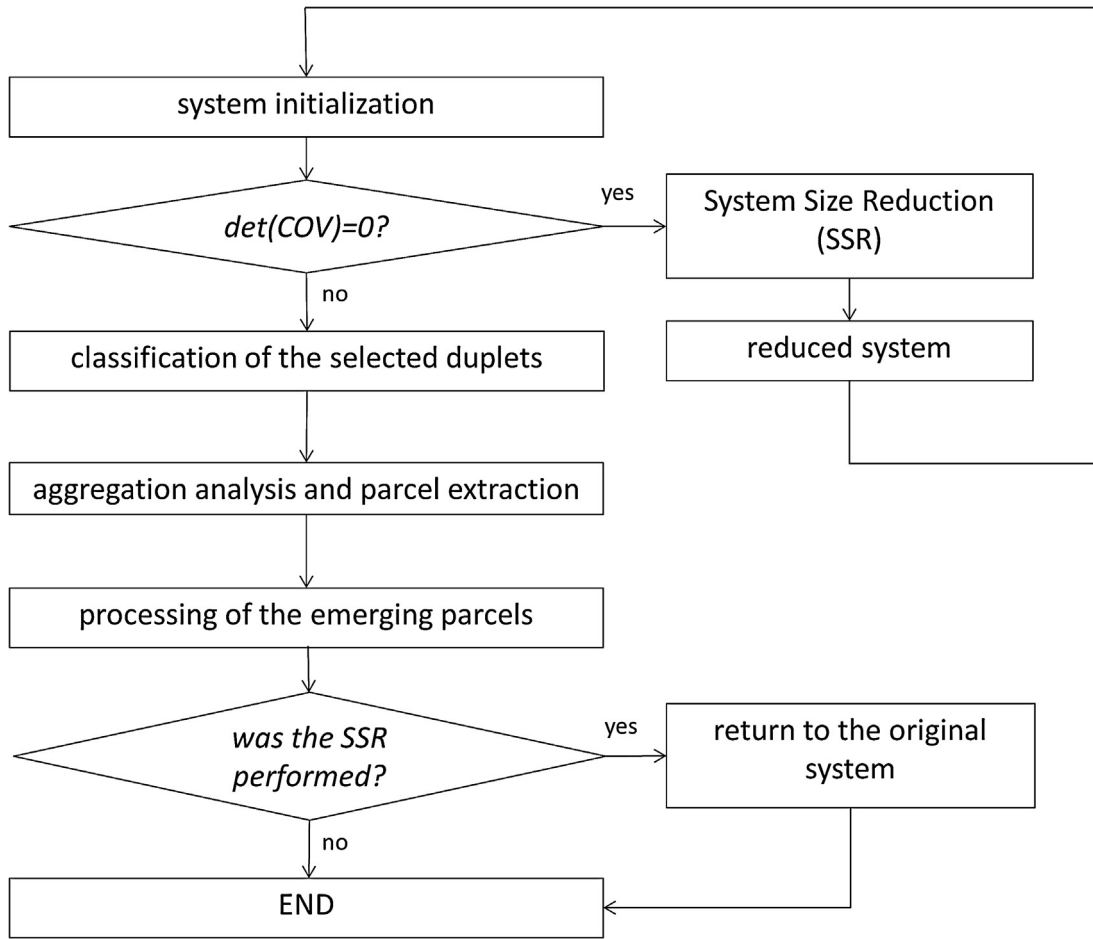 system initialization
det(COV)=0?
yes
System Size Reduction
(SSR)
no
classification of the selected duplets
reduced system
aggregation analysis and parcel extraction
processing of the emerging parcels
was the SSR
performed?
yes
return to the original
system
no
END